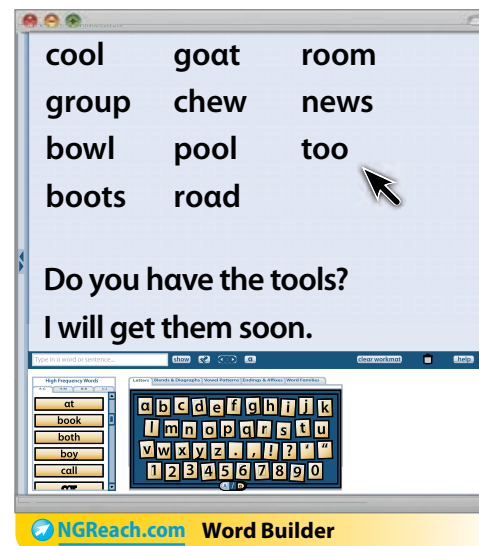 cool goat room
group chew news
bowl pool too
boots road
Do you have the tools?
I will get them soon.
Type in a word or sentence... show a clear workmat help
High Frequency Words
Letters Blends & Digraphs Vowel Patterns Endings & Affixes Word Families
at
book
both
boy
call
a b c d e f g h i j k
l m n o p q r s t u
v w x y z . , ! ? ' "
1 2 3 4 5 6 7 8 9 0
NGReach.com Word Builder